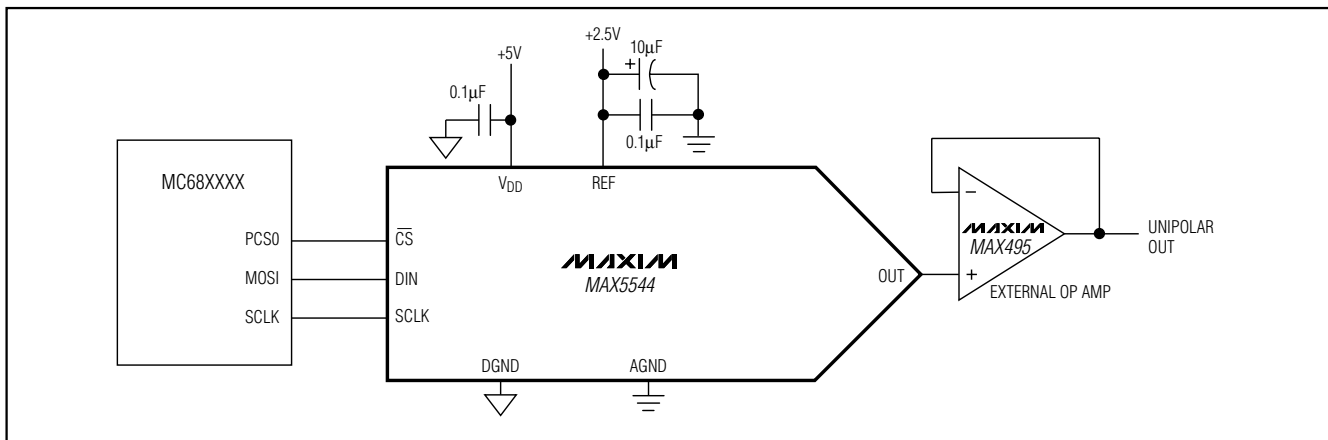 +2.5V
+5V
10µF
+
0.1µF
0.1µF
MC68XXXX
VDD
REF
PCS0
CS
MAXIM
MAX5544
MOSI
DIN
SCLK
SCLK
OUT
DGND
AGND
−
MAXIM
MAX495
+
EXTERNAL OP AMP
UNIPOLAR
OUT